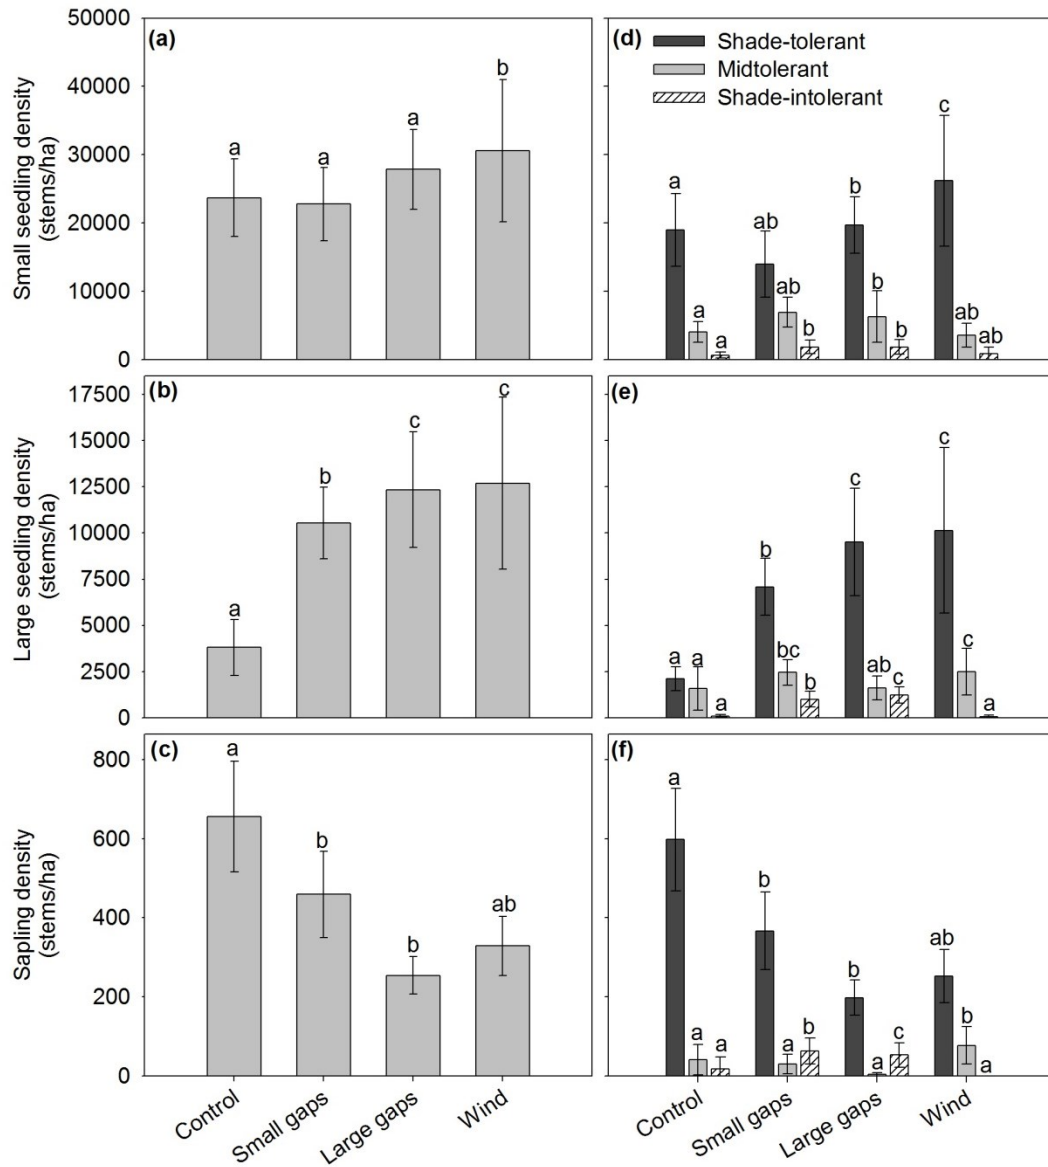 50000
40000
30000
20000
10000
0
Small seedling density
(stems/ha)
(a)
a
a
a
b
(d)
Shade-tolerant
Midtolerant
Shade-intolerant
a
a
a
ab
ab
b
b
b
b
c
ab
ab
17500
15000
12500
10000
7500
5000
2500
0
Large seedling density
(stems/ha)
(b)
a
b
c
c
(e)
a
a
a
b
bc
b
c
ab
c
c
c
a
800
600
400
200
0
Sapling density
(stems/ha)
(c)
a
b
b
ab
(f)
a
a
a
b
a
b
b
a
c
ab
b
a
Control
Small gaps
Large gaps
Wind
Control
Small gaps
Large gaps
Wind